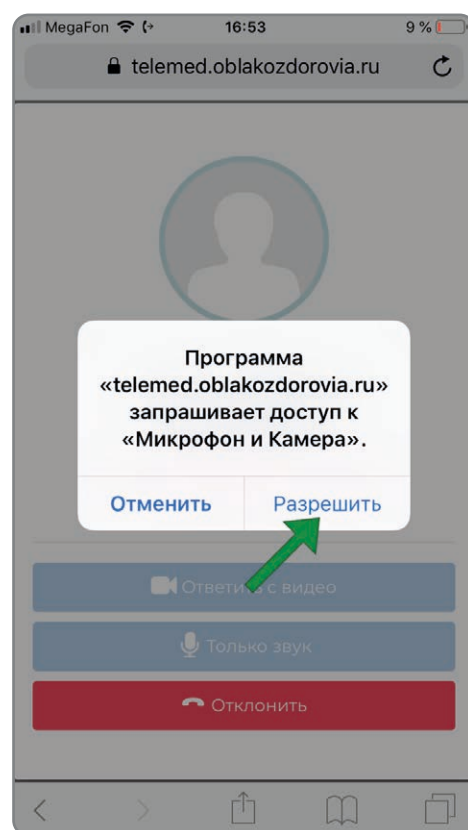 MegaFon 16:53 9 %
telemed.oblakozdorovia.ru
Программа
«telemed.oblakozdorovia.ru»
запрашивает доступ к
«Микрофон и Камера».
Отменить Разрешить
Ответить с видео
Только звук
Отклонить